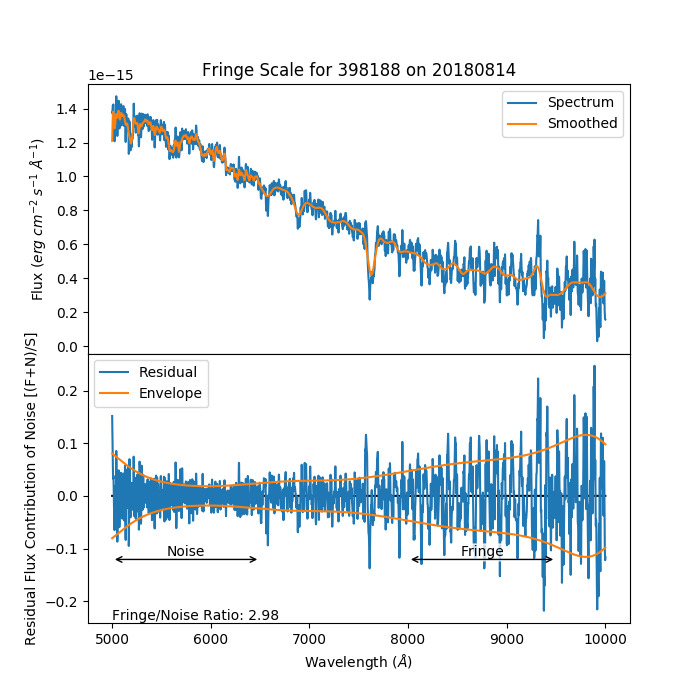 Fringe Scale for 398188 on 20180814
1e−15
Spectrum
Smoothed
1.4
1.2
1.0
0.8
0.6
0.4
0.2
0.0
Flux (erg cm⁻² s⁻¹ Å⁻¹)
Residual
Envelope
0.2
0.1
0.0
−0.1
−0.2
Residual Flux Contribution of Noise [(F+N)/S]
Noise
Fringe
Fringe/Noise Ratio: 2.98
5000 6000 7000 8000 9000 10000
Wavelength (Å)